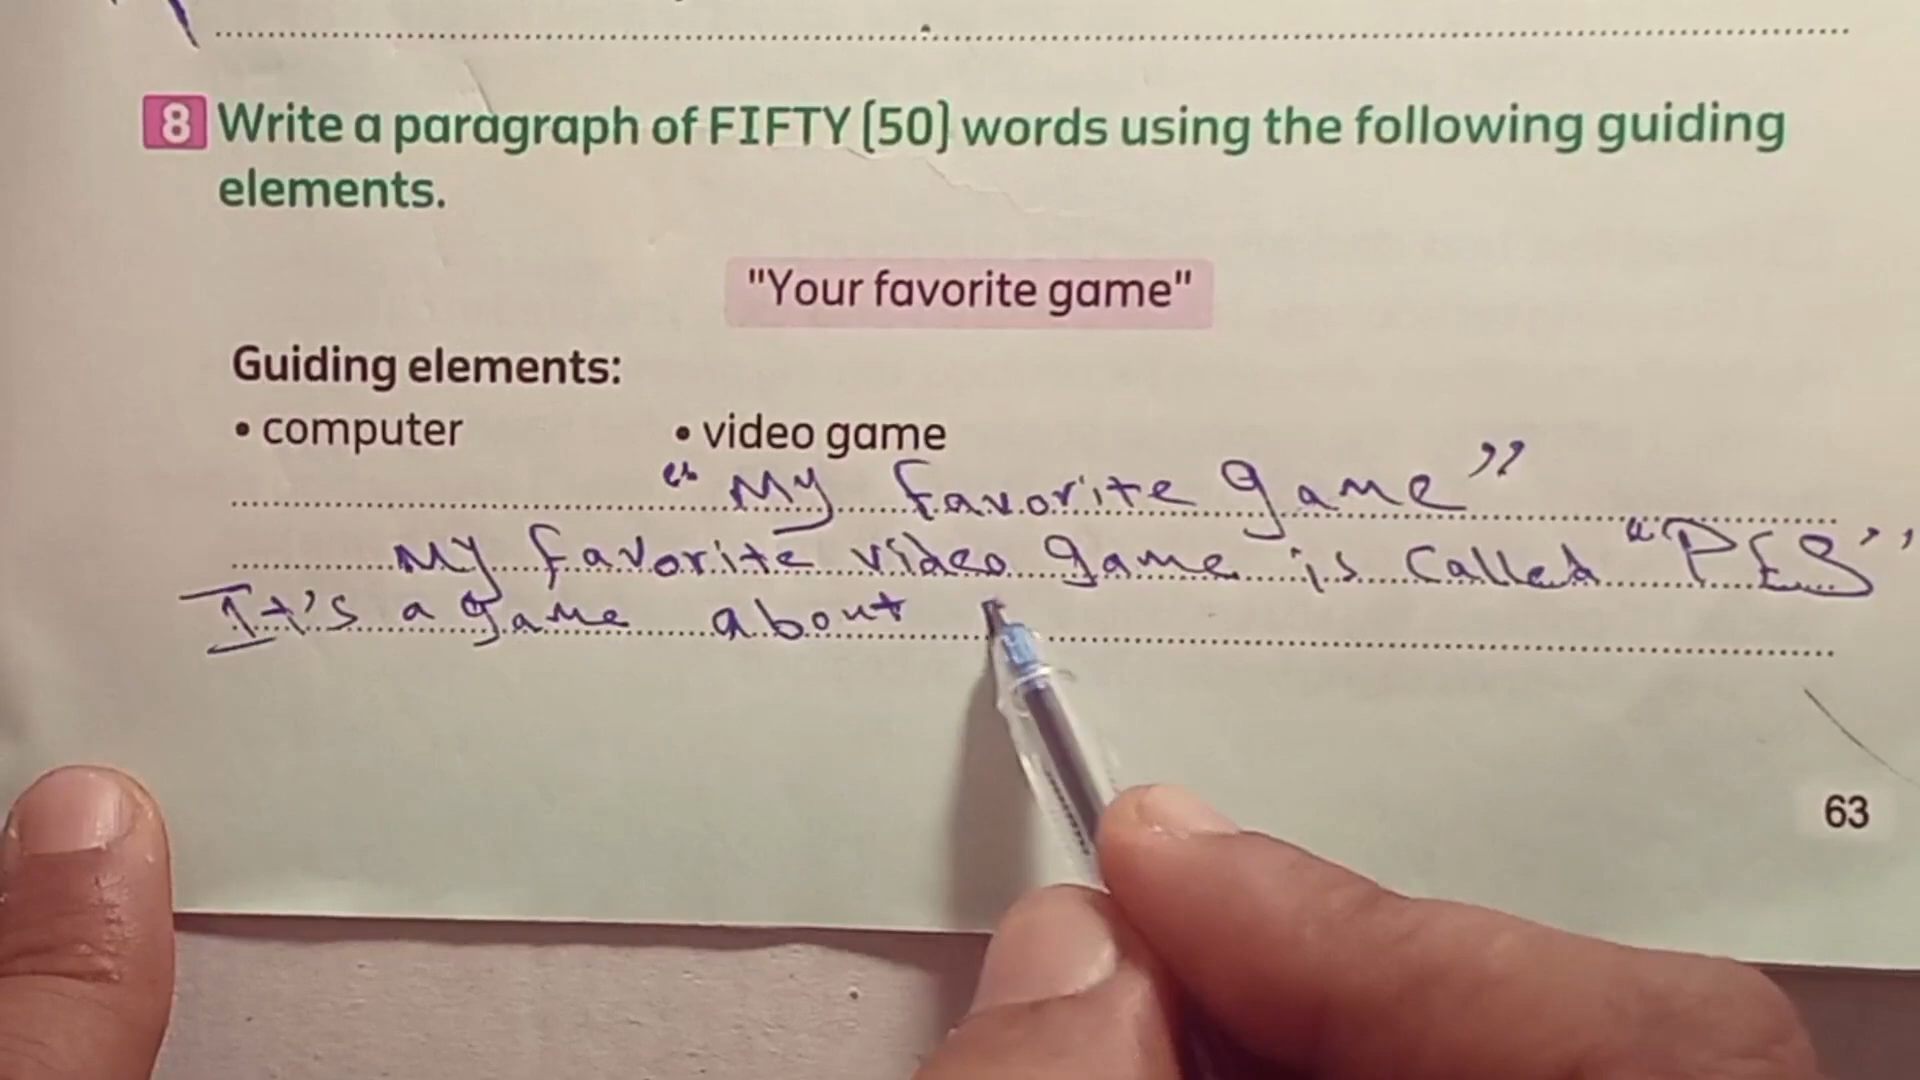 8 Write a paragraph of FIFTY (50) words using the following guiding
elements.
"Your favorite game"
Guiding elements:
• computer • video game
"My favorite game"
My favorite video game is called "PES"
It's a game about
63